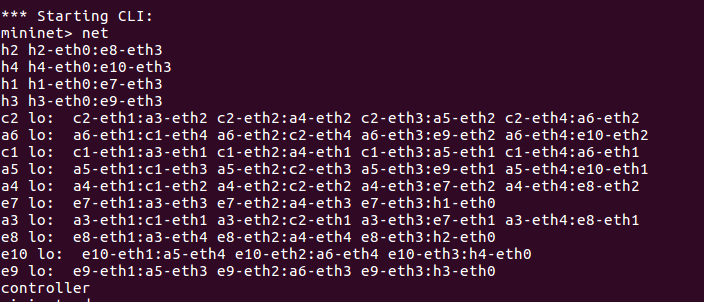 *** Starting CLI:
mininet> net
h2 h2-eth0:e8-eth3
h4 h4-eth0:e10-eth3
h1 h1-eth0:e7-eth3
h3 h3-eth0:e9-eth3
c2 lo:  c2-eth1:a3-eth2 c2-eth2:a4-eth2 c2-eth3:a5-eth2 c2-eth4:a6-eth2
a6 lo:  a6-eth1:c1-eth4 a6-eth2:c2-eth4 a6-eth3:e9-eth2 a6-eth4:e10-eth2
c1 lo:  c1-eth1:a3-eth1 c1-eth2:a4-eth1 c1-eth3:a5-eth1 c1-eth4:a6-eth1
a5 lo:  a5-eth1:c1-eth3 a5-eth2:c2-eth3 a5-eth3:e9-eth1 a5-eth4:e10-eth1
a4 lo:  a4-eth1:c1-eth2 a4-eth2:c2-eth2 a4-eth3:e7-eth2 a4-eth4:e8-eth2
e7 lo:  e7-eth1:a3-eth3 e7-eth2:a4-eth3 e7-eth3:h1-eth0
a3 lo:  a3-eth1:c1-eth1 a3-eth2:c2-eth1 a3-eth3:e7-eth1 a3-eth4:e8-eth1
e8 lo:  e8-eth1:a3-eth4 e8-eth2:a4-eth4 e8-eth3:h2-eth0
e10 lo:  e10-eth1:a5-eth4 e10-eth2:a6-eth4 e10-eth3:h4-eth0
e9 lo:  e9-eth1:a5-eth3 e9-eth2:a6-eth3 e9-eth3:h3-eth0
controller